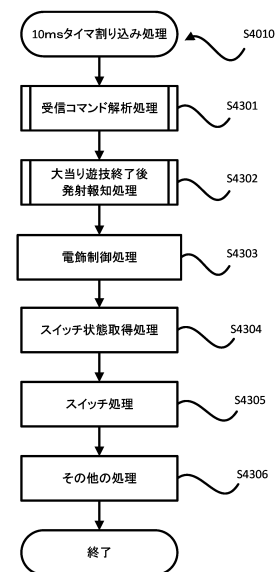 10msタイマ割り込み処理
S4010
受信コマンド解析処理
S4301
大当り遊技終了後
発射報知処理
S4302
電飾制御処理
S4303
スイッチ状態取得処理
S4304
スイッチ処理
S4305
その他の処理
S4306
終了